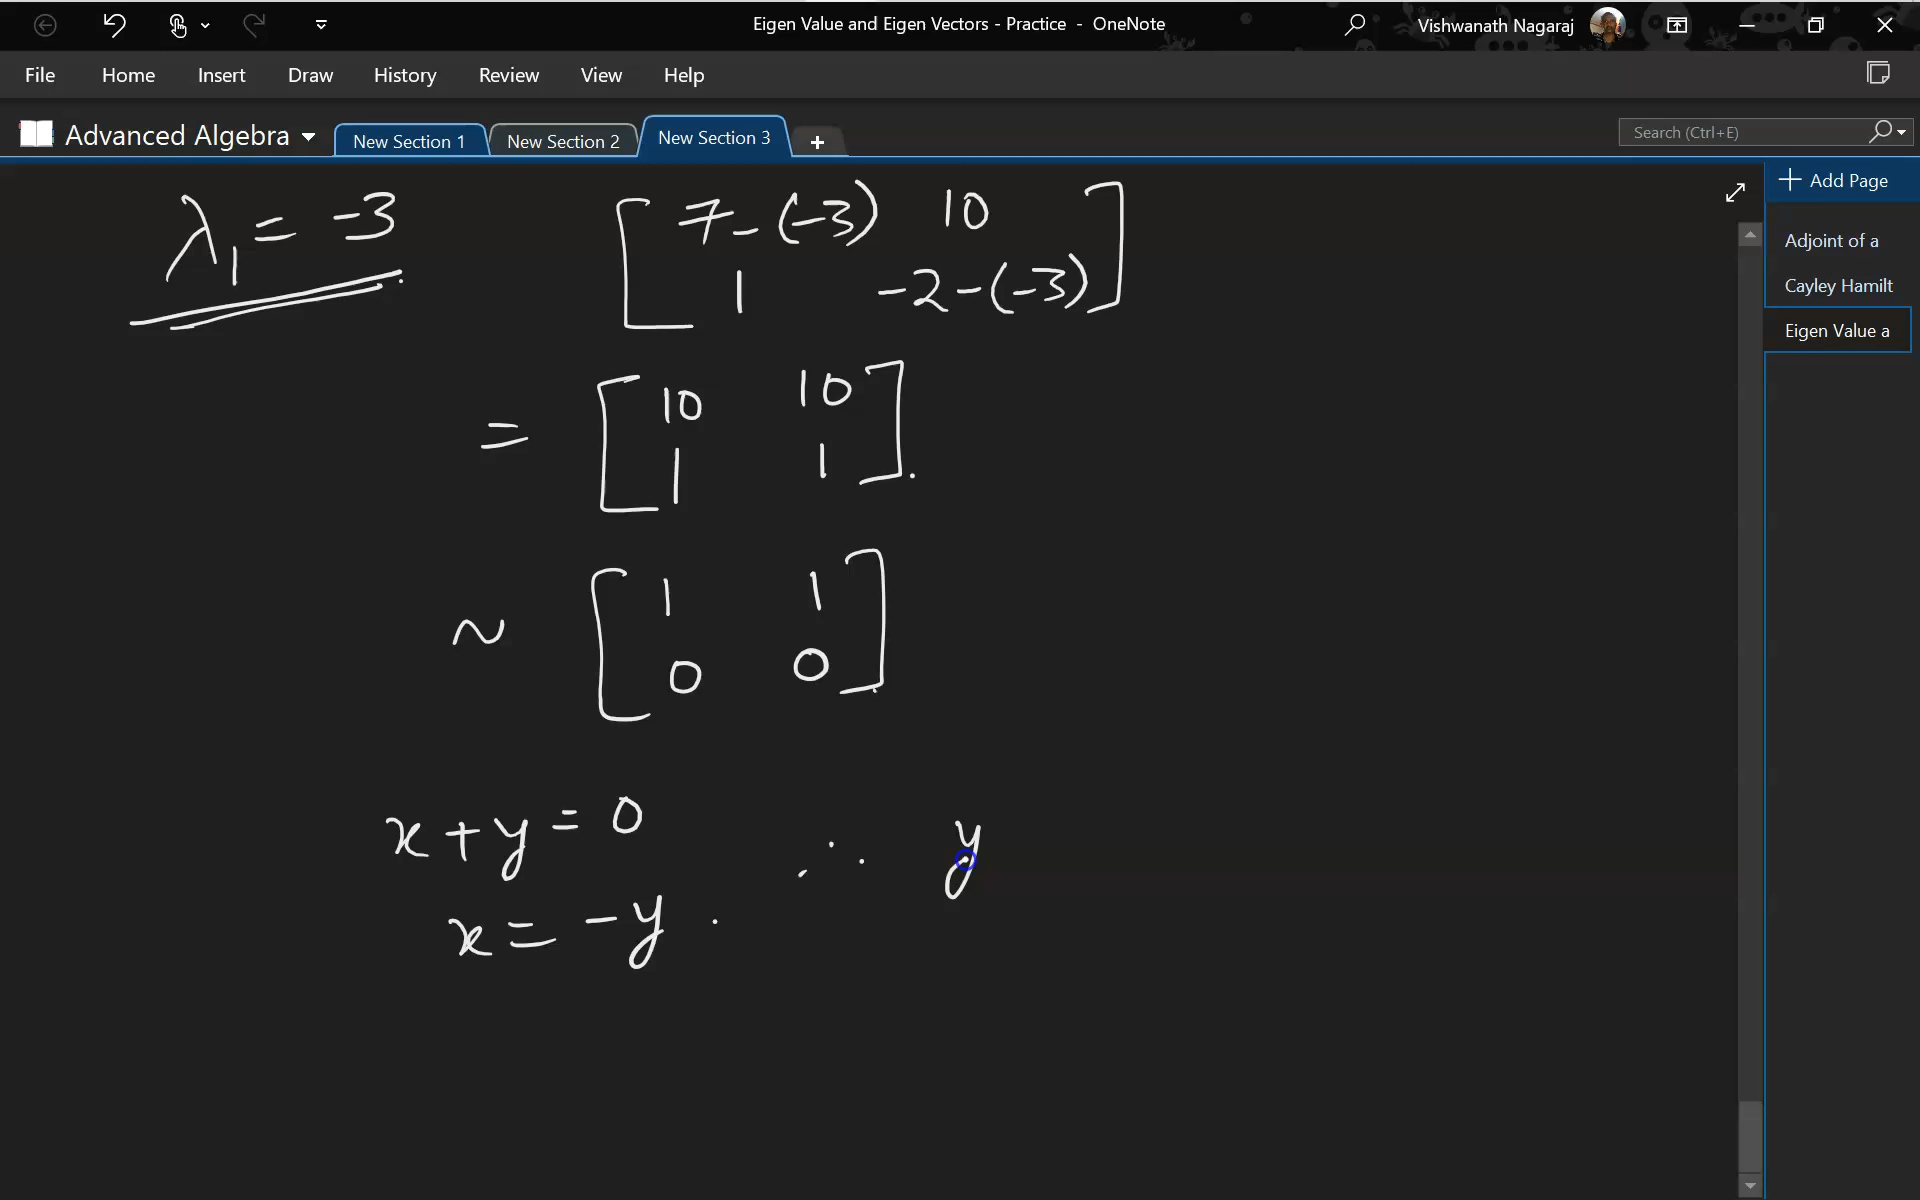 Eigen Value and Eigen Vectors - Practice - OneNote
Vishwanath Nagaraj
File Home Insert Draw History Review View Help
Advanced Algebra
New Section 1
New Section 2
New Section 3
+
Search (Ctrl+E)
Add Page
Adjoint of a
Cayley Hamilt
Eigen Value a
λ₁ = -3
[ 7-(-3) 10
1 -2-(-3) ]
= [ 10 10
1 1 ].
~ [ 1 1
0 0 ]
x + y = 0
x = -y .
∴ y